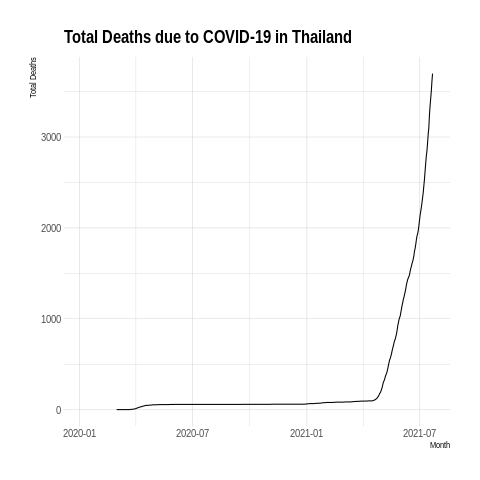 Total Deaths due to COVID-19 in Thailand
Total Deaths
3000
2000
1000
0
2020-01 2020-07 2021-01 2021-07
Month